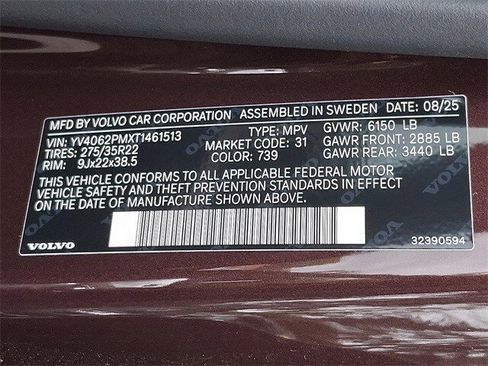 MFD BY VOLVO CAR CORPORATION ASSEMBLED IN SWEDEN DATE: 08/25
VIN: YV4062PMXT1461513 TYPE: MPV GVWR: 6150 LB
TIRES: 275/35R22 MARKET CODE: 31 GAWR FRONT: 2885 LB
RIM: 9Jx22x38.5 COLOR: 739 GAWR REAR: 3440 LB
THIS VEHICLE CONFORMS TO ALL APPLICABLE FEDERAL MOTOR
VEHICLE SAFETY AND THEFT PREVENTION STANDARDS IN EFFECT
ON THE DATE OF MANUFACTURE SHOWN ABOVE.
VOLVO 32390594